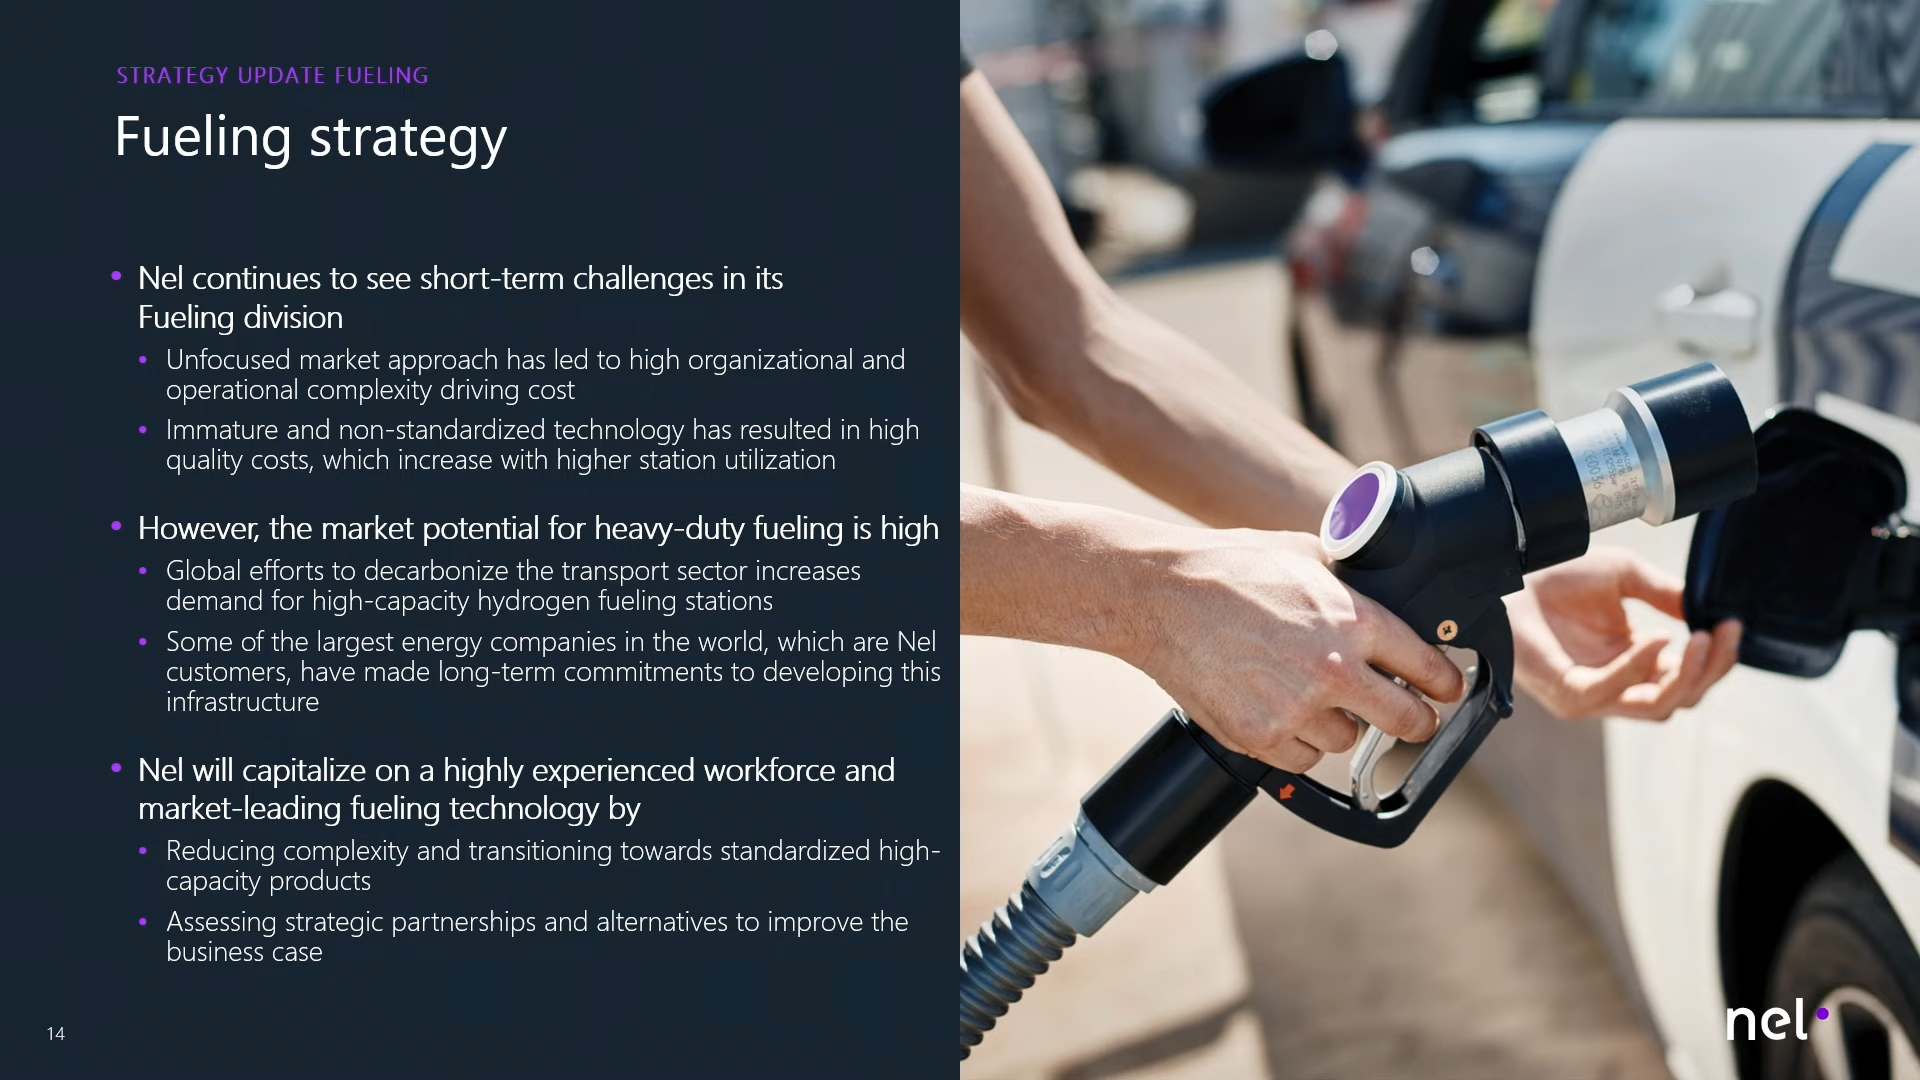 STRATEGY UPDATE FUELING
Fueling strategy
• Nel continues to see short-term challenges in its
Fueling division
• Unfocused market approach has led to high organizational and
operational complexity driving cost
• Immature and non-standardized technology has resulted in high
quality costs, which increase with higher station utilization
• However, the market potential for heavy-duty fueling is high
• Global efforts to decarbonize the transport sector increases
demand for high-capacity hydrogen fueling stations
• Some of the largest energy companies in the world, which are Nel
customers, have made long-term commitments to developing this
infrastructure
• Nel will capitalize on a highly experienced workforce and
market-leading fueling technology by
• Reducing complexity and transitioning towards standardized high-
capacity products
• Assessing strategic partnerships and alternatives to improve the
business case
14
nel